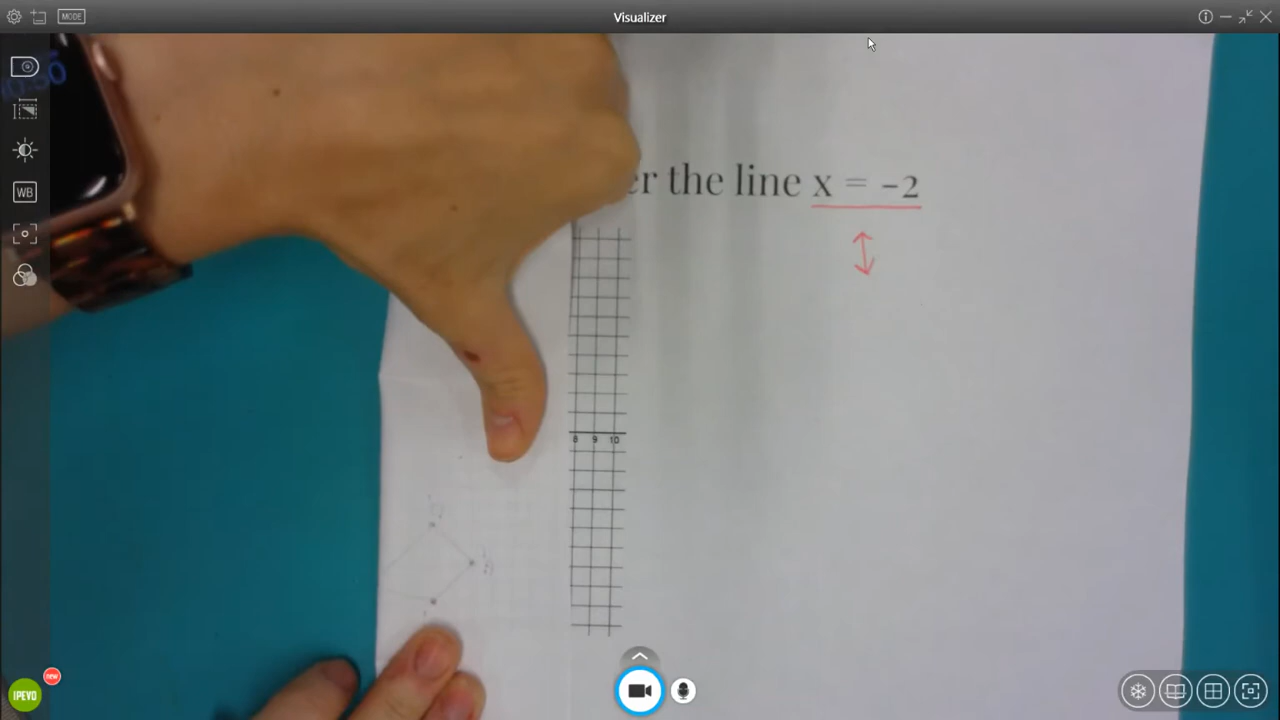 MODE
Visualizer
WB
er the line x = -2
8 9 10
new
IPEVO